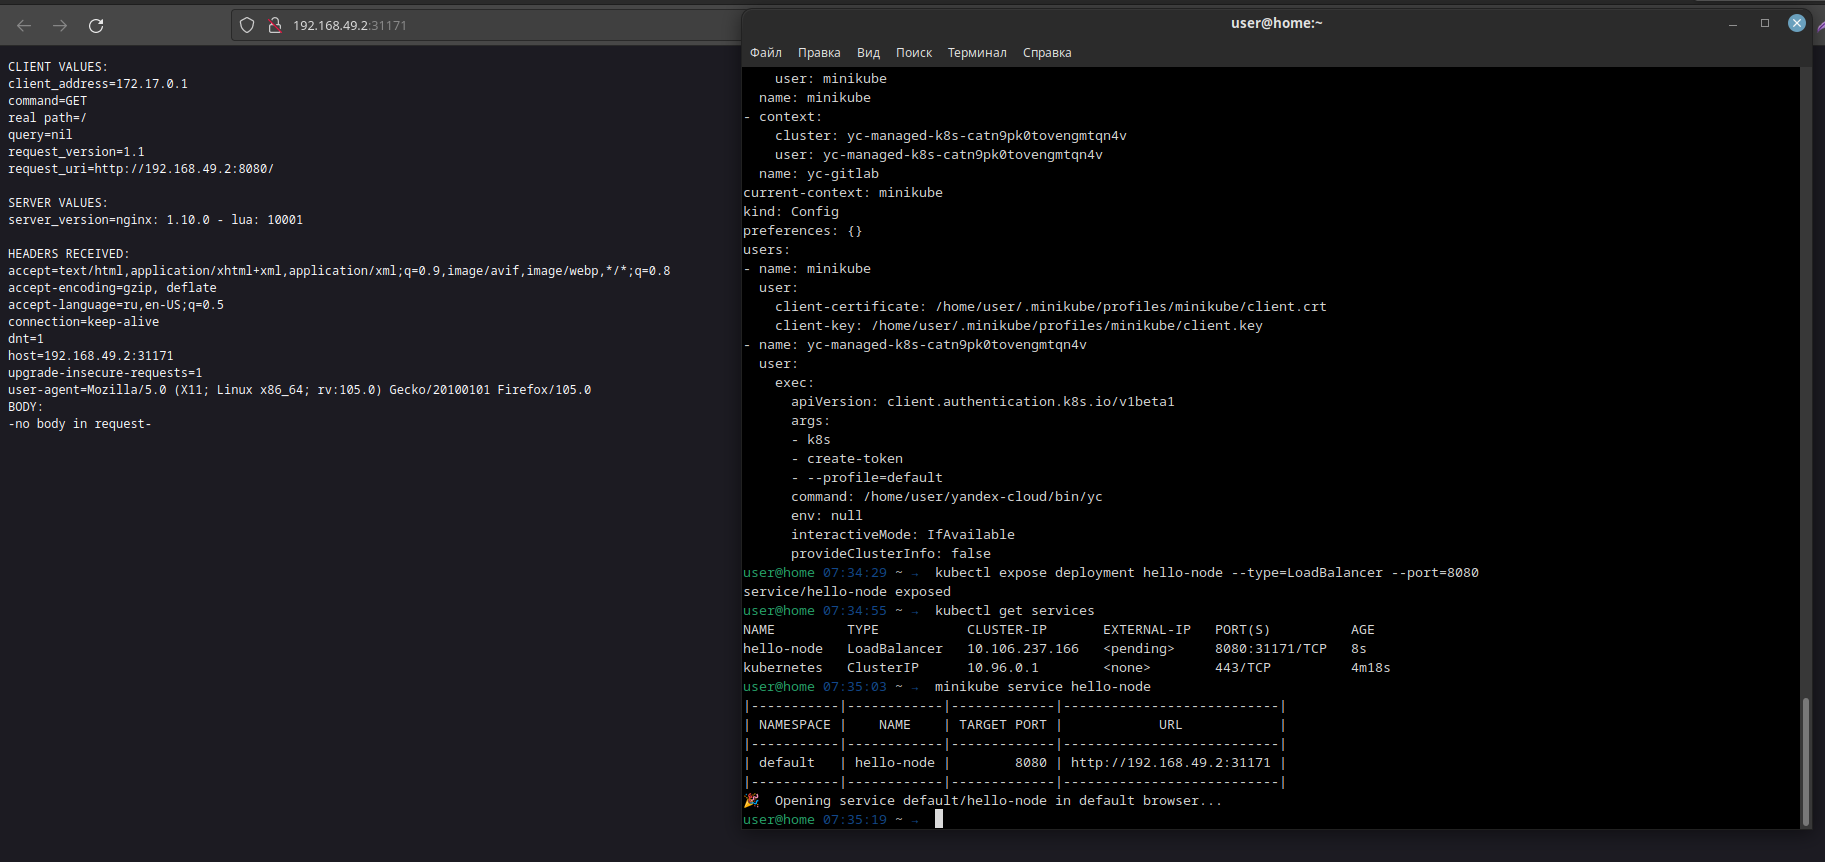 192.168.49.2:31171
CLIENT VALUES:
client_address=172.17.0.1
command=GET
real path=/
query=nil
request_version=1.1
request_uri=http://192.168.49.2:8080/
SERVER VALUES:
server_version=nginx: 1.10.0 - lua: 10001
HEADERS RECEIVED:
accept=text/html,application/xhtml+xml,application/xml;q=0.9,image/avif,image/webp,*/*;q=0.8
accept-encoding=gzip, deflate
accept-language=ru,en-US;q=0.5
connection=keep-alive
dnt=1
host=192.168.49.2:31171
upgrade-insecure-requests=1
user-agent=Mozilla/5.0 (X11; Linux x86_64; rv:105.0) Gecko/20100101 Firefox/105.0
BODY:
-no body in request-
user@home:~
Файл Правка Вид Поиск Терминал Справка
    user: minikube
  name: minikube
- context:
    cluster: yc-managed-k8s-catn9pk0tovengmtqn4v
    user: yc-managed-k8s-catn9pk0tovengmtqn4v
  name: yc-gitlab
current-context: minikube
kind: Config
preferences: {}
users:
- name: minikube
  user:
    client-certificate: /home/user/.minikube/profiles/minikube/client.crt
    client-key: /home/user/.minikube/profiles/minikube/client.key
- name: yc-managed-k8s-catn9pk0tovengmtqn4v
  user:
    exec:
      apiVersion: client.authentication.k8s.io/v1beta1
      args:
      - k8s
      - create-token
      - --profile=default
      command: /home/user/yandex-cloud/bin/yc
      env: null
      interactiveMode: IfAvailable
      provideClusterInfo: false
user@home 07:34:29 ~ → kubectl expose deployment hello-node --type=LoadBalancer --port=8080
service/hello-node exposed
user@home 07:34:55 ~ → kubectl get services
NAME         TYPE           CLUSTER-IP       EXTERNAL-IP   PORT(S)          AGE
hello-node   LoadBalancer   10.106.237.166   <pending>     8080:31171/TCP   8s
kubernetes   ClusterIP      10.96.0.1        <none>        443/TCP          4m18s
user@home 07:35:03 ~ → minikube service hello-node
|-----------|------------|-------------|---------------------------|
| NAMESPACE |    NAME    | TARGET PORT |            URL            |
|-----------|------------|-------------|---------------------------|
| default   | hello-node |        8080 | http://192.168.49.2:31171 |
|-----------|------------|-------------|---------------------------|
🎉  Opening service default/hello-node in default browser...
user@home 07:35:19 ~ →